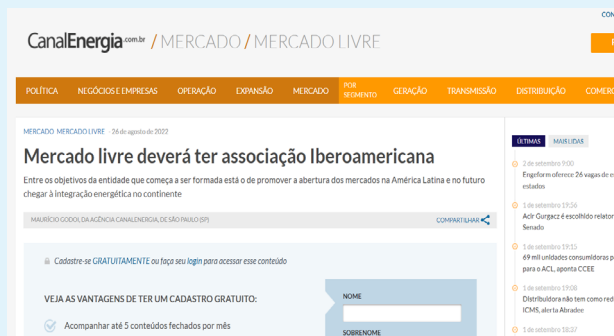 CanalEnergia.com.br / MERCADO / MERCADO LIVRE
POLÍTICA NEGÓCIOS E EMPRESAS OPERAÇÃO EXPANSÃO MERCADO POR SEGMENTO GERAÇÃO TRANSMISSÃO DISTRIBUIÇÃO
MERCADO MERCADO LIVRE - 26 de agosto de 2022
Mercado livre deverá ter associação Iberoamericana
Entre os objetivos da entidade que começa a ser formada está o de promover a abertura dos mercados na América Latina e no futuro
chegar à integração energética no continente
MAURÍCIO GODOI, DA AGÊNCIA CANALENERGIA, DE SÃO PAULO (SP) COMPARTILHAR
Cadastre-se GRATUITAMENTE ou faça seu login para acessar esse conteúdo
VEJA AS VANTAGENS DE TER UM CADASTRO GRATUITO:
Acompanhar até 5 conteúdos fechados por mês
NOME
SOBRENOME
ÚLTIMAS MAIS LIDAS
2 de setembro 9:00
Engeform oferece 26 vagas de
estados
1 de setembro 19:56
Acir Gurgacz é escolhido relator
Senado
1 de setembro 19:15
69 mil unidades consumidoras
para o ACL, aponta CCEE
1 de setembro 19:08
Distribuidora não tem como
ICMS, alerta Abradee
1 de setembro 18:37